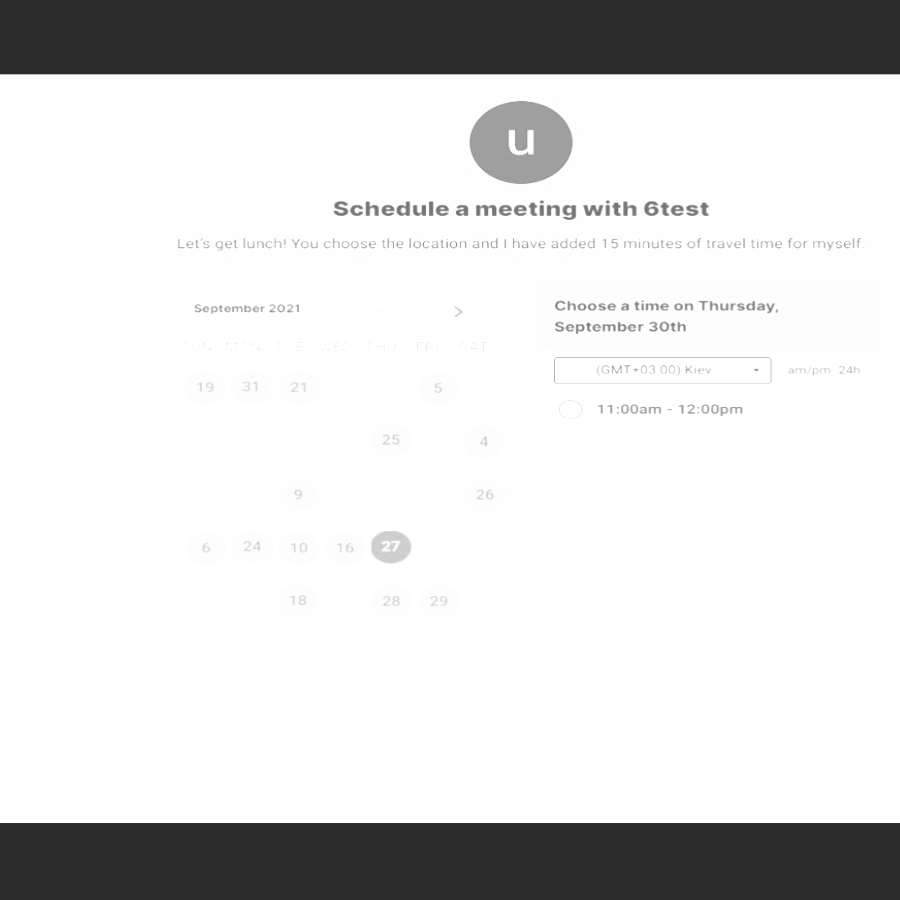 u
Schedule a meeting with 6test
Let's get lunch! You choose the location and I have added 15 minutes of travel time for myself.
September 2021
SUN MON TUE WED THU FRI SAT
19 31 21 5
25 4
9 26
6 24 10 16 27
18 28 29
Choose a time on Thursday,
September 30th
(GMT+03 00) Kiev
am/pm 24h
11:00am - 12:00pm